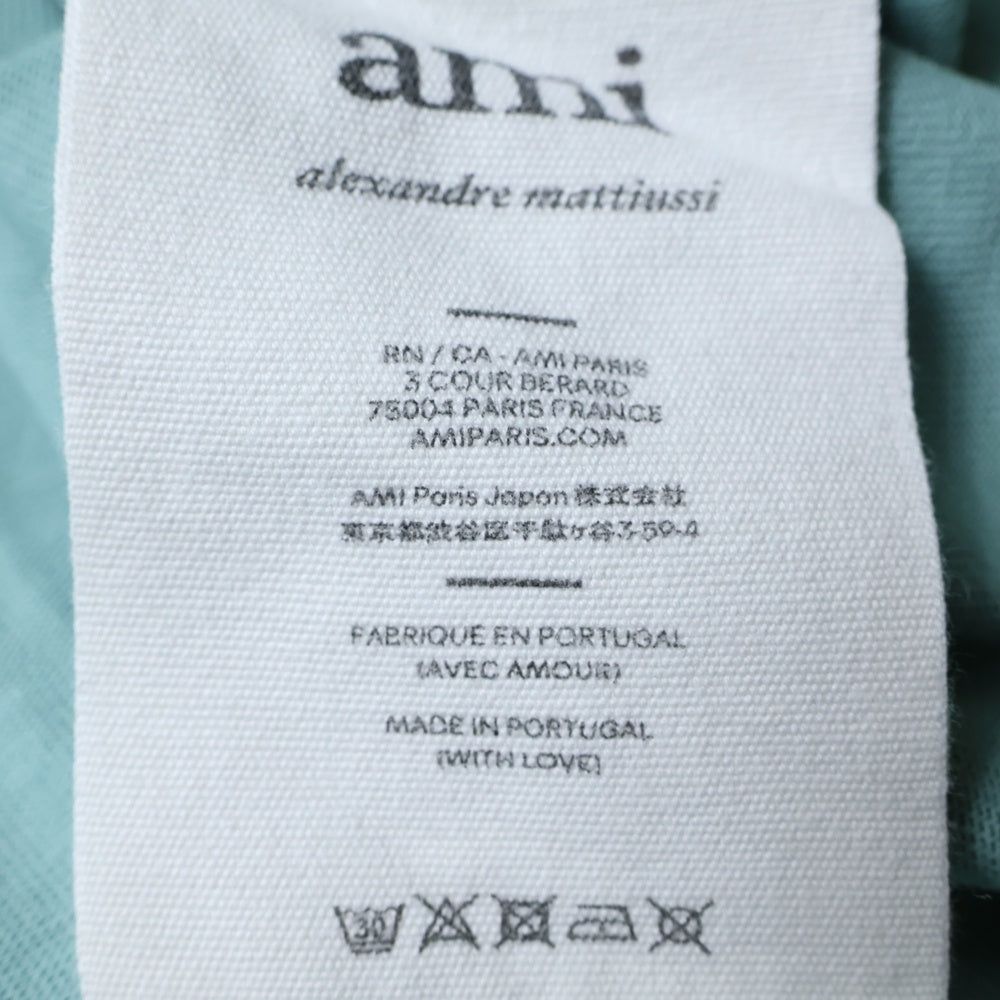 ami
alexandre mattiussi
RN / CA - AMI PARIS
3 COUR BERARD
75004 PARIS FRANCE
AMIPARIS.COM
AMI Paris Japan 株式会社
東京都渋谷区千駄ヶ谷3-59-4
FABRIQUÉ EN PORTUGAL
(AVEC AMOUR)
MADE IN PORTUGAL
(WITH LOVE)
30